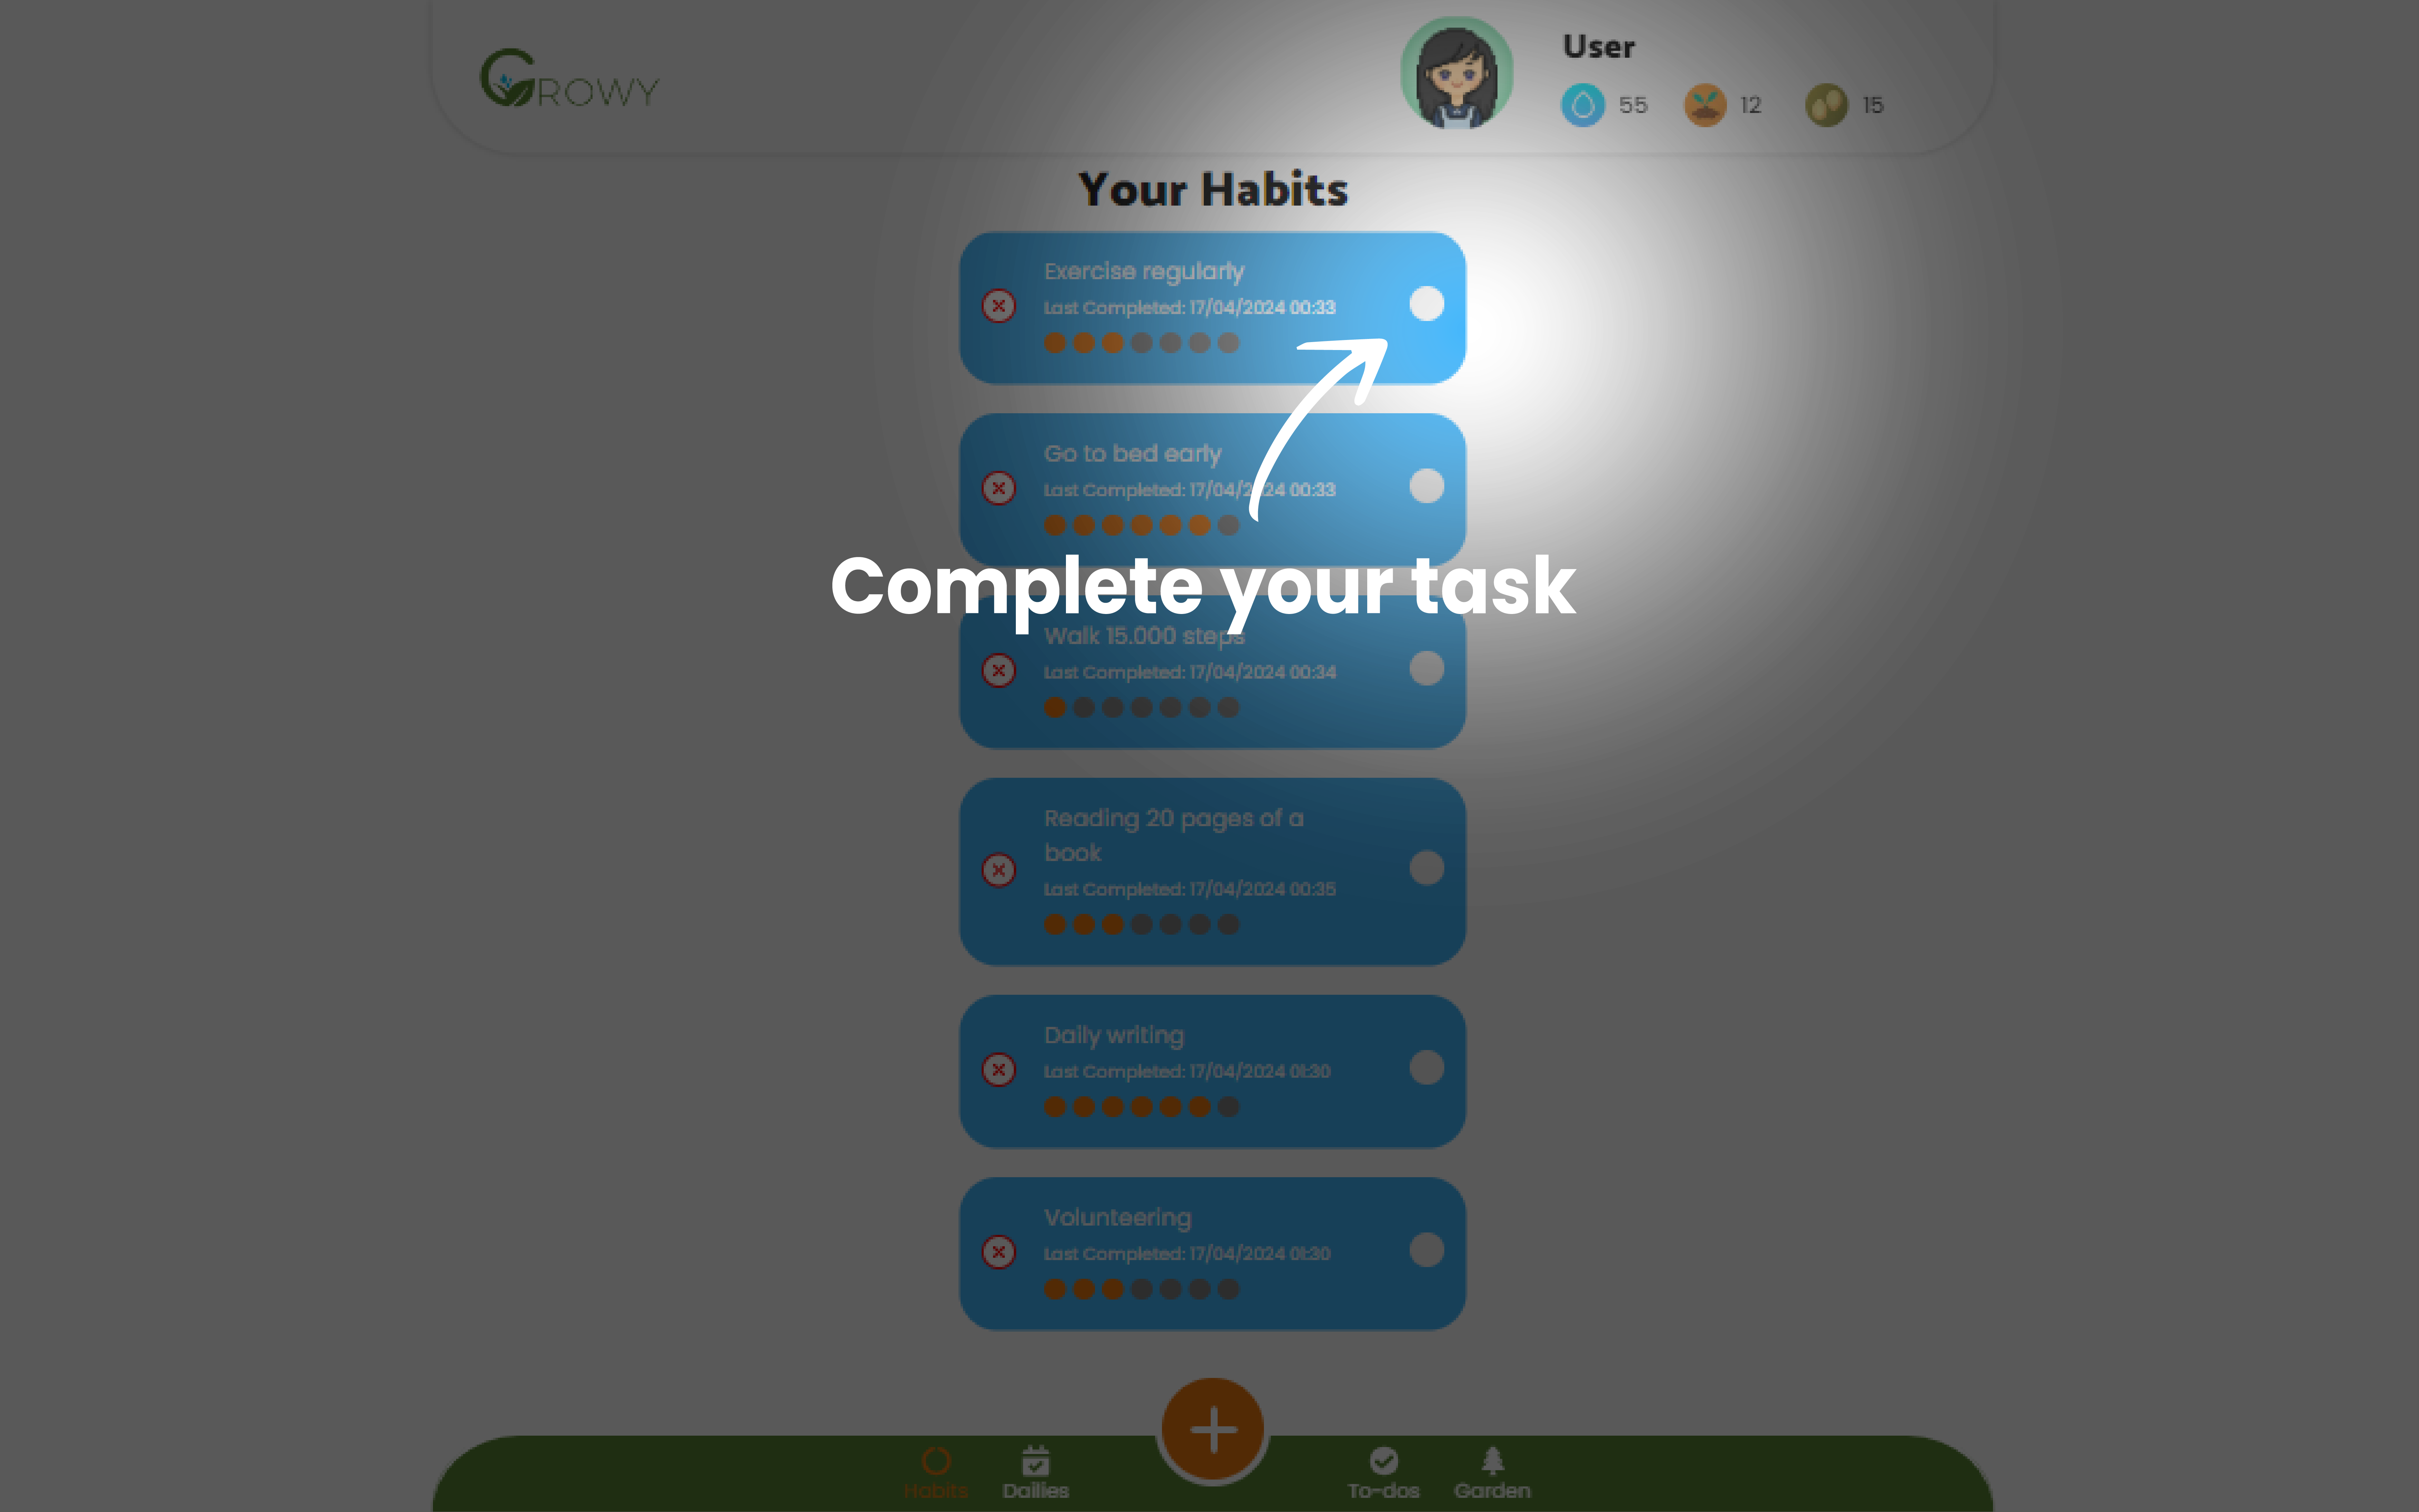 GROWY
User
55 12 15
Your Habits
Exercise regularly
Last Completed: 17/04/2024 00:33
Go to bed early
Last Completed: 17/04/2024 00:33
Complete your task
Walk 15.000 steps
Last Completed: 17/04/2024 00:34
Reading 20 pages of a
book
Last Completed: 17/04/2024 00:35
Daily writing
Last Completed: 17/04/2024 01:30
Volunteering
Last Completed: 17/04/2024 01:30
Habits Dailies To-dos Garden